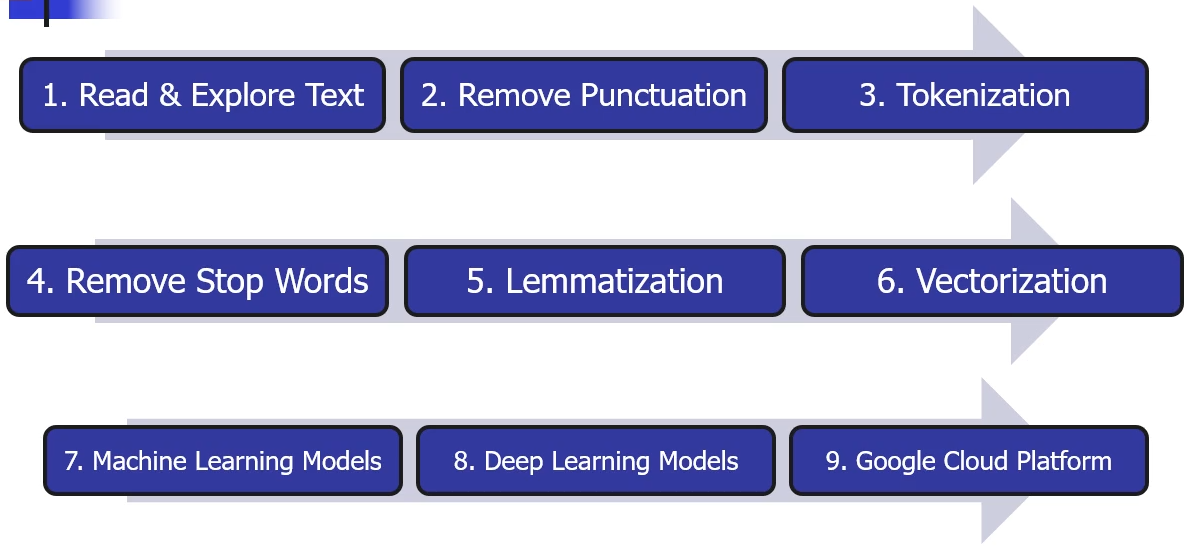 1. Read & Explore Text
2. Remove Punctuation
3. Tokenization
4. Remove Stop Words
5. Lemmatization
6. Vectorization
7. Machine Learning Models
8. Deep Learning Models
9. Google Cloud Platform